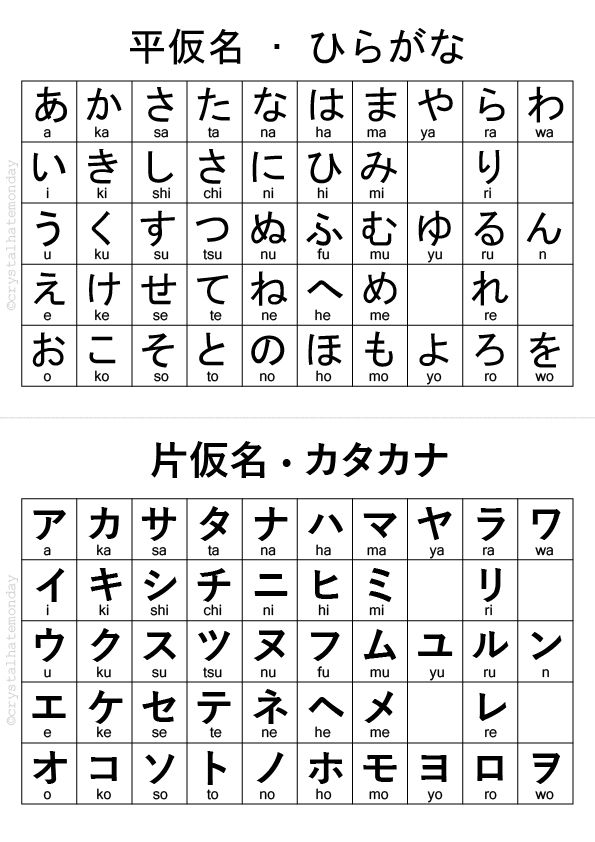 平仮名 · ひらがな
あ か さ た な は ま や ら わ
a ka sa ta na ha ma ya ra wa
い き し さ に ひ み り
i ki shi chi ni hi mi ri
う く す つ ぬ ふ む ゆ る ん
u ku su tsu nu fu mu yu ru n
え け せ て ね へ め れ
e ke se te ne he me re
お こ そ と の ほ も よ ろ を
o ko so to no ho mo yo ro wo
©crystalhatemonday
片仮名・カタカナ
ア カ サ タ ナ ハ マ ヤ ラ ワ
a ka sa ta na ha ma ya ra wa
イ キ シ チ ニ ヒ ミ リ
i ki shi chi ni hi mi ri
ウ ク ス ツ ヌ フ ム ユ ル ン
u ku su tsu nu fu mu yu ru n
エ ケ セ テ ネ ヘ メ レ
e ke se te ne he me re
オ コ ソ ト ノ ホ モ ヨ ロ ヲ
o ko so to no ho mo yo ro wo
©crystalhatemonday